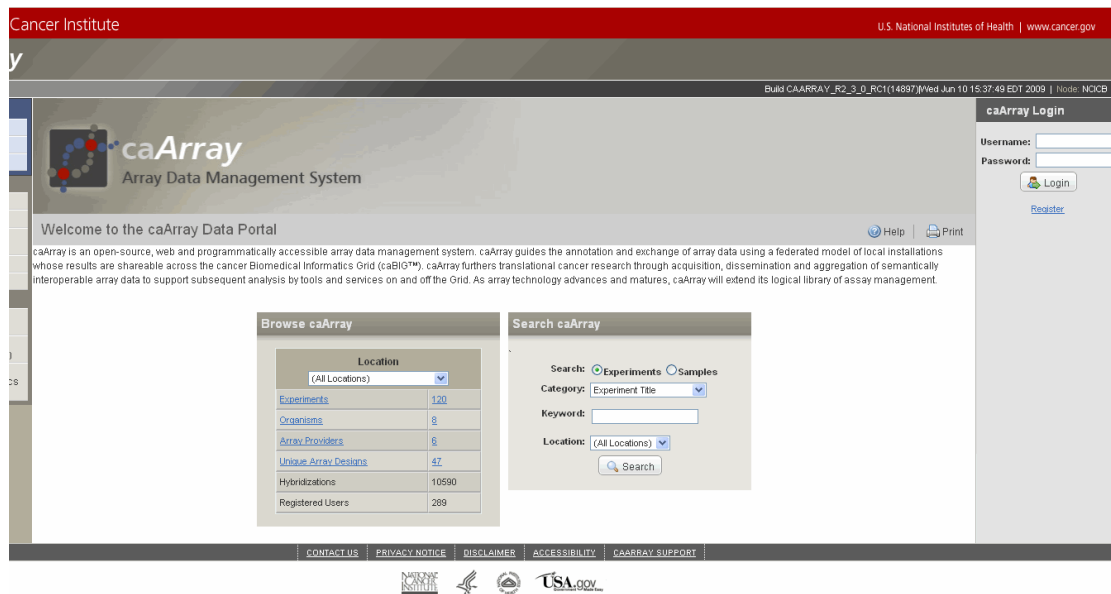 Cancer Institute
U.S. National Institutes of Health | www.cancer.gov
y
Build CAARRAY_R2_3_0_RC1(14897)|Wed Jun 10 15:37:49 EDT 2009 | Node: NCICB
caArray Login
Username:
Password:
Login
Register
caArray
Array Data Management System
Welcome to the caArray Data Portal
Help
Print
caArray is an open-source, web and programmatically accessible array data management system. caArray guides the annotation and exchange of array data using a federated model of local installations
whose results are shareable across the cancer Biomedical Informatics Grid (caBIG™). caArray furthers translational cancer research through acquisition, dissemination and aggregation of semantically
interoperable array data to support subsequent analysis by tools and services on and off the Grid. As array technology advances and matures, caArray will extend its logical library of assay management.
Browse caArray
Location
(All Locations)
Experiments 120
Organisms 8
Array Providers 6
Unique Array Designs 47
Hybridizations 10590
Registered Users 289
Search caArray
Search: Experiments Samples
Category: Experiment Title
Keyword:
Location: (All Locations)
Search
cs
CONTACT US PRIVACY NOTICE DISCLAIMER ACCESSIBILITY CAARRAY SUPPORT
NATIONAL
CANCER
INSTITUTE
USA.gov